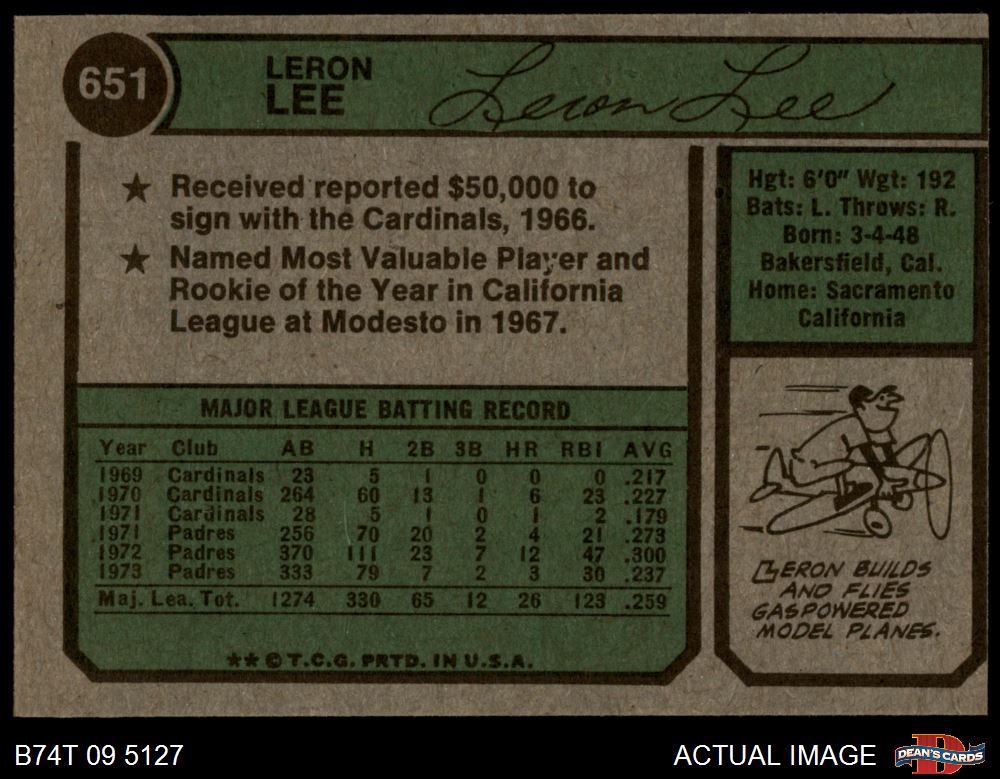 651
LERON
LEE
Leron Lee
★ Received reported $50,000 to
sign with the Cardinals, 1966.
★ Named Most Valuable Player and
Rookie of the Year in California
League at Modesto in 1967.
Hgt: 6'0" Wgt: 192
Bats: L. Throws: R.
Born: 3-4-48
Bakersfield, Cal.
Home: Sacramento
California
MAJOR LEAGUE BATTING RECORD
Year Club AB H 2B 3B HR RBI AVG
1969 Cardinals 23 5 1 0 0 0 .217
1970 Cardinals 264 60 13 1 6 23 .227
1971 Cardinals 28 5 1 0 1 2 .179
1971 Padres 256 70 20 2 4 21 .273
1972 Padres 370 111 23 7 12 47 .300
1973 Padres 333 79 7 2 3 30 .237
Maj. Lea. Tot. 1274 330 65 12 26 123 .259
★★ © T.C.G. PRTD. IN U.S.A.
LERON BUILDS
AND FLIES
GASPOWERED
MODEL PLANES.
B74T 09 5127
ACTUAL IMAGE
DEAN'S CARDS